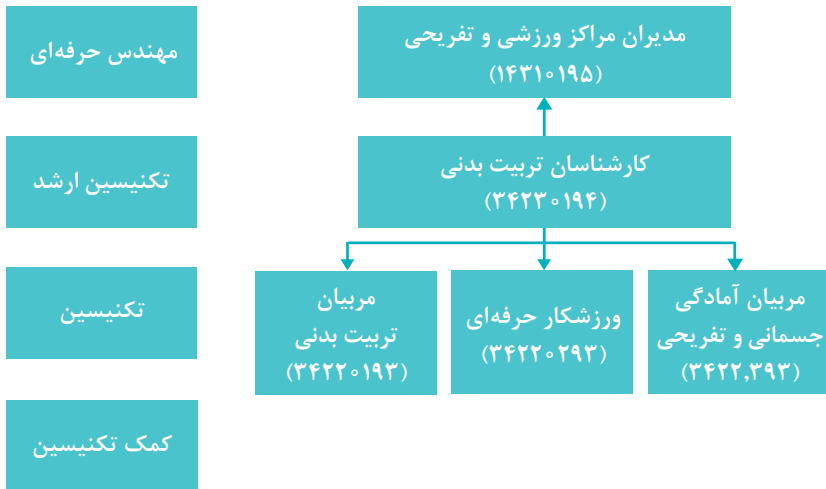 مدیران مراکز ورزشی و تفریحی
(۱۴۳۱۰۱۹۵)
مهندس حرفه‌ای
کارشناسان تربیت بدنی
(۳۴۲۳۰۱۹۴)
تکنیسین ارشد
مربیان آمادگی
جسمانی و تفریحی
(۳۴۲۲,۳۹۳)
ورزشکار حرفه‌ای
(۳۴۲۲۰۲۹۳)
مربیان
تربیت بدنی
(۳۴۲۲۰۱۹۳)
تکنیسین
کمک تکنیسین